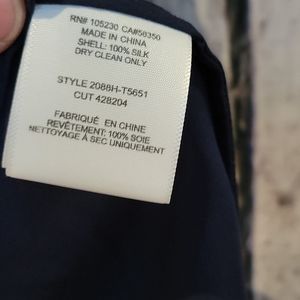 RN# 105230 CA#58350
MADE IN CHINA
SHELL: 100% SILK
DRY CLEAN ONLY
STYLE 2088H-T5651
CUT 428204
FABRIQUÉ EN CHINE
REVÊTEMENT: 100% SOIE
NETTOYAGE À SEC UNIQUEMENT